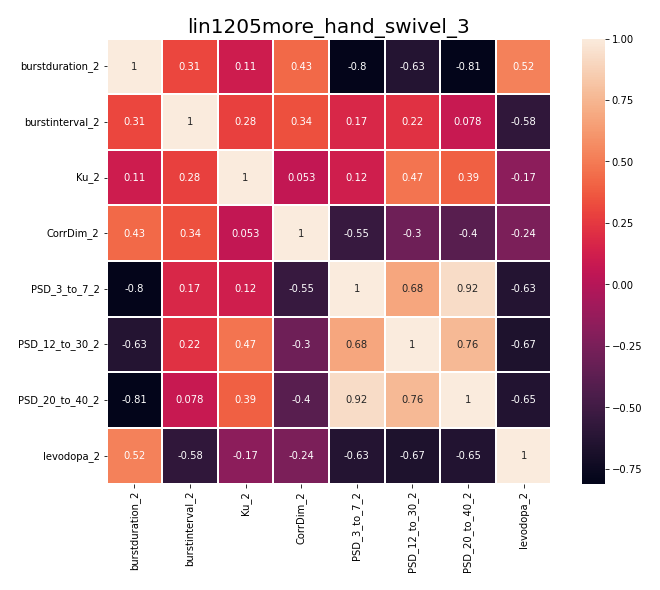 lin1205more_hand_swivel_3
burstduration_2 1 0.31 0.11 0.43 -0.8 -0.63 -0.81 0.52
burstinterval_2 0.31 1 0.28 0.34 0.17 0.22 0.078 -0.58
Ku_2 0.11 0.28 1 0.053 0.12 0.47 0.39 -0.17
CorrDim_2 0.43 0.34 0.053 1 -0.55 -0.3 -0.4 -0.24
PSD_3_to_7_2 -0.8 0.17 0.12 -0.55 1 0.68 0.92 -0.63
PSD_12_to_30_2 -0.63 0.22 0.47 -0.3 0.68 1 0.76 -0.67
PSD_20_to_40_2 -0.81 0.078 0.39 -0.4 0.92 0.76 1 -0.65
levodopa_2 0.52 -0.58 -0.17 -0.24 -0.63 -0.67 -0.65 1
burstduration_2
burstinterval_2
Ku_2
CorrDim_2
PSD_3_to_7_2
PSD_12_to_30_2
PSD_20_to_40_2
levodopa_2
1.00
0.75
0.50
0.25
0.00
−0.25
−0.50
−0.75